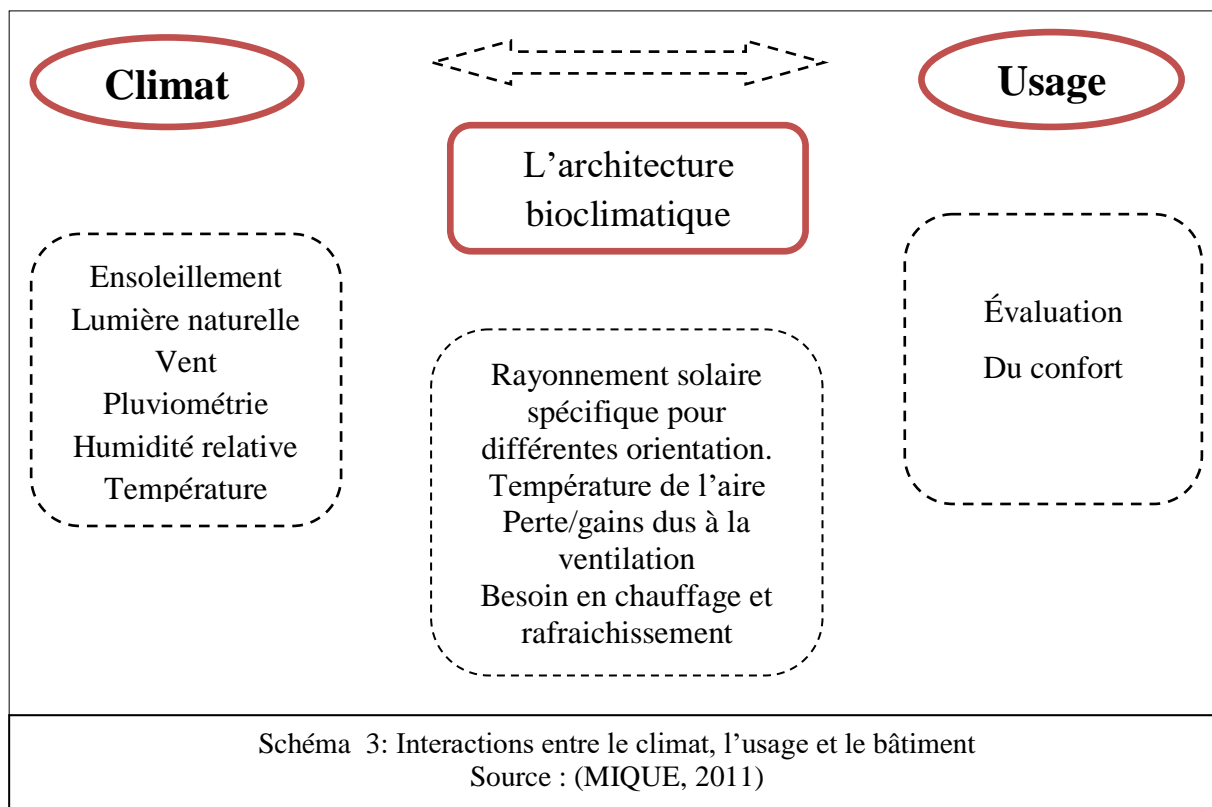 Climat
Usage
L’architecture
bioclimatique
Ensoleillement
Lumière naturelle
Vent
Pluviométrie
Humidité relative
Température
Rayonnement solaire
spécifique pour
différentes orientation.
Température de l’aire
Perte/gains dus à la
ventilation
Besoin en chauffage et
rafraichissement
Évaluation
Du confort
Schéma 3: Interactions entre le climat, l’usage et le bâtiment
Source : (MIQUE, 2011)